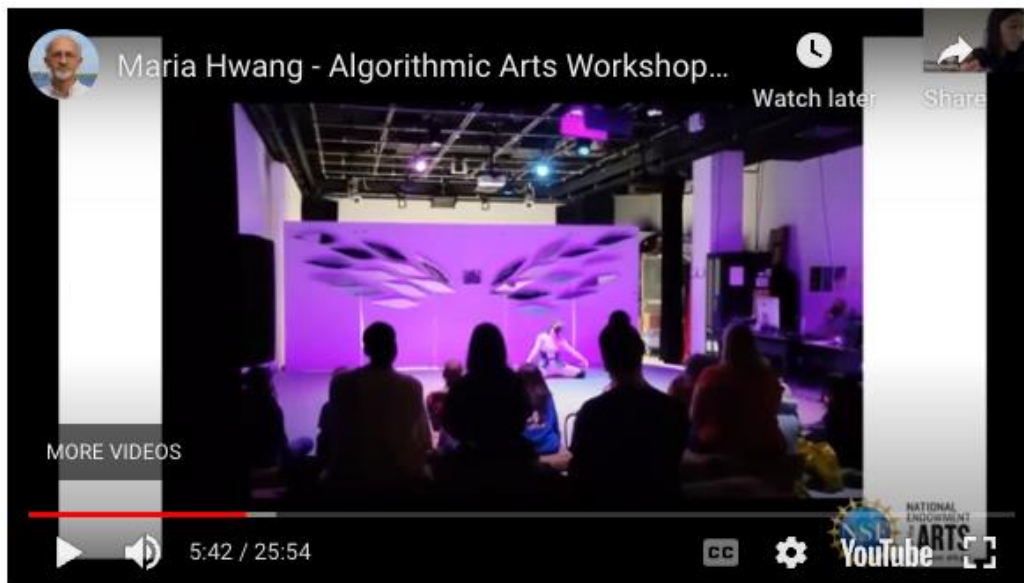 Maria Hwang - Algorithmic Arts Workshop...
Watch later
Share
MORE VIDEOS
5:42 / 25:54
CC
NSF
NATIONAL
ENDOWMENT
ARTS
YouTube